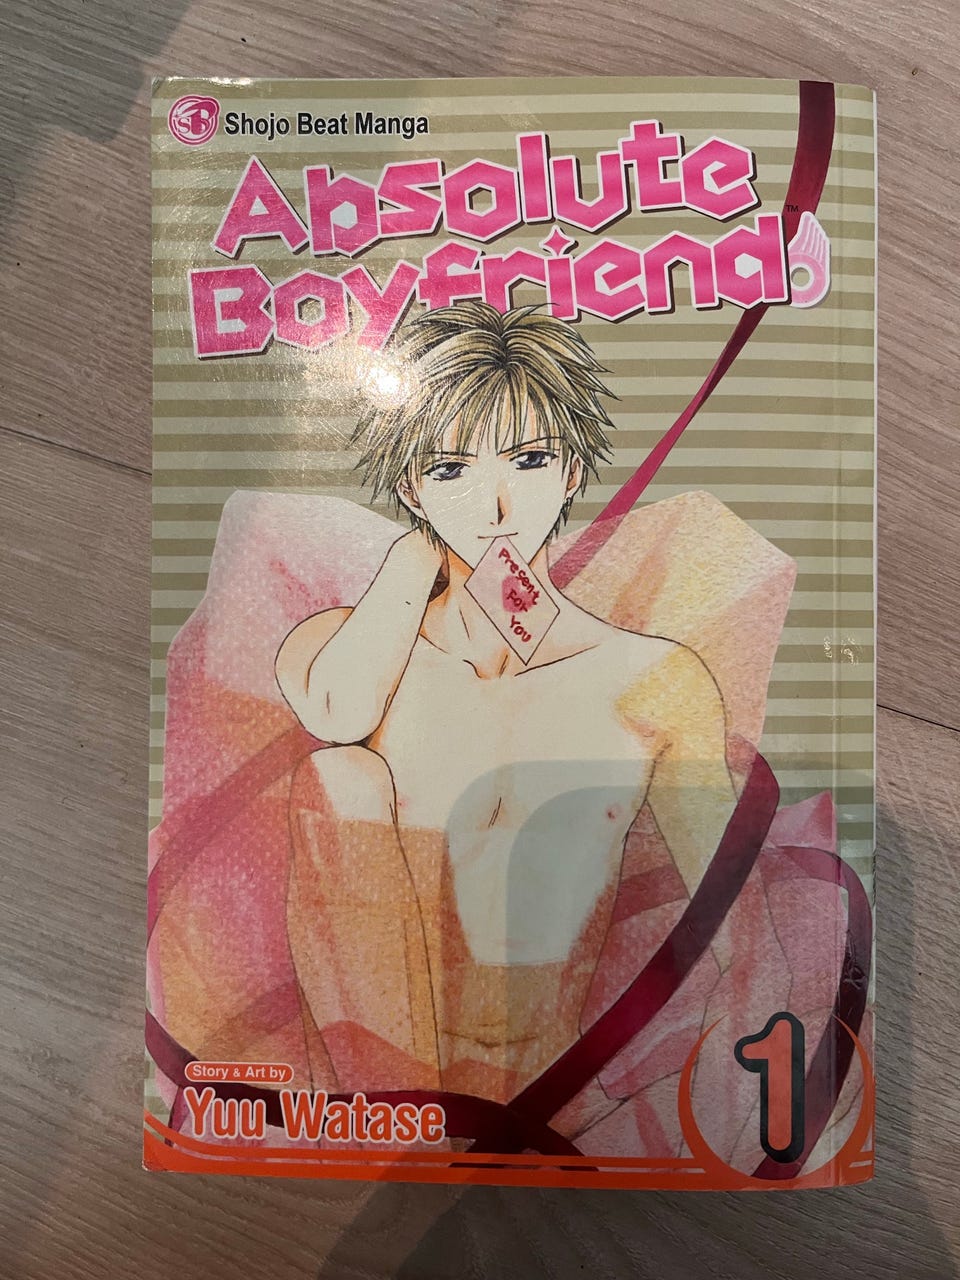 SB
Shojo Beat Manga
Absolute
Boyfriend
™
Present
For
You
Story & Art by
Yuu Watase
1